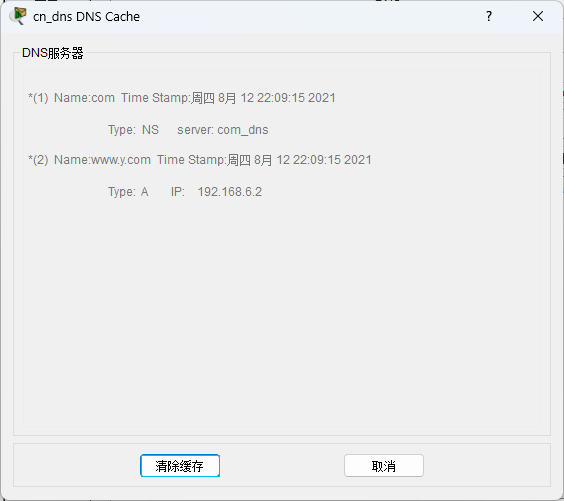 cn_dns DNS Cache
DNS服务器
*(1) Name:com Time Stamp:周四 8月 12 22:09:15 2021
Type: NS server: com_dns
*(2) Name:www.y.com Time Stamp:周四 8月 12 22:09:15 2021
Type: A IP: 192.168.6.2
清除缓存 取消